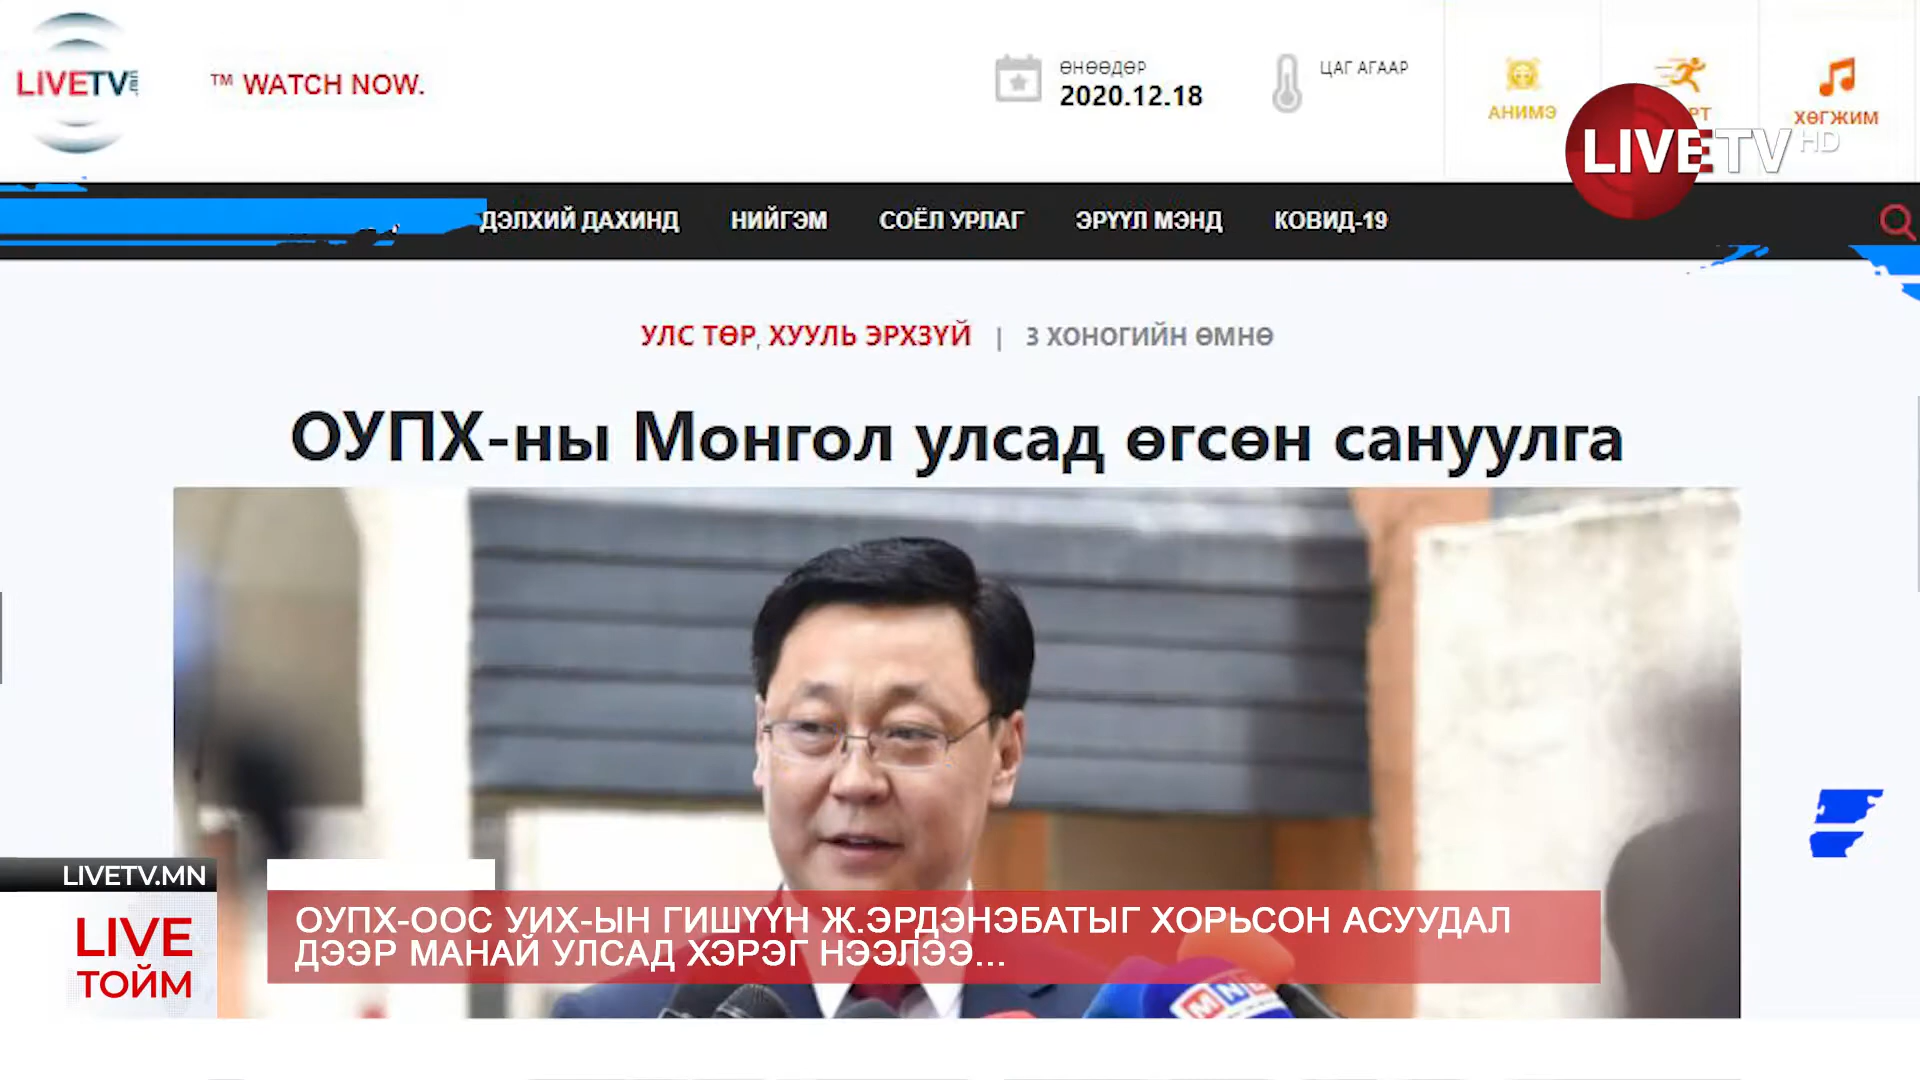 LIVETV.mn
™ WATCH NOW.
ӨНӨӨДӨР
2020.12.18
ЦАГ АГААР
АНИМЭ
ХӨГЖИМ
LIVETV HD
ДЭЛХИЙ ДАХИНД
НИЙГЭМ
СОЁЛ УРЛАГ
ЭРҮҮЛ МЭНД
КОВИД-19
УЛС ТӨР, ХУУЛЬ ЭРХЗҮЙ | 3 ХОНОГИЙН ӨМНӨ
ОУПХ-ны Монгол улсад өгсөн сануулга
LIVETV.MN
LIVE
ТОЙМ
ОУПХ-ООС УИХ-ЫН ГИШҮҮН Ж.ЭРДЭНЭБАТЫГ ХОРЬСОН АСУУДАЛ
ДЭЭР МАНАЙ УЛСАД ХЭРЭГ НЭЭЛЭЭ...